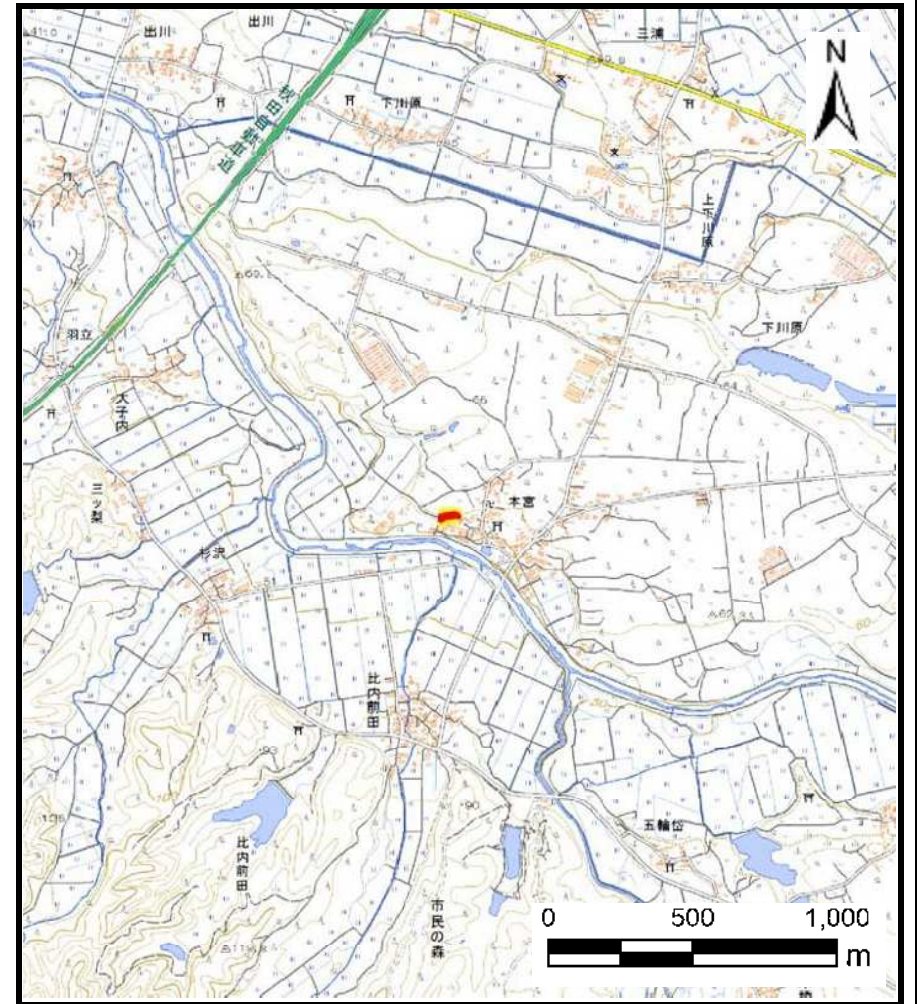 出川
出川
三浦
N
下川原
秋田自動車道
上下川原
下川原
羽立
大子内
三ッ梨
本宮
杉沢
比内前田
五輪岱
比内前田
市民の森
0 500 1,000
m